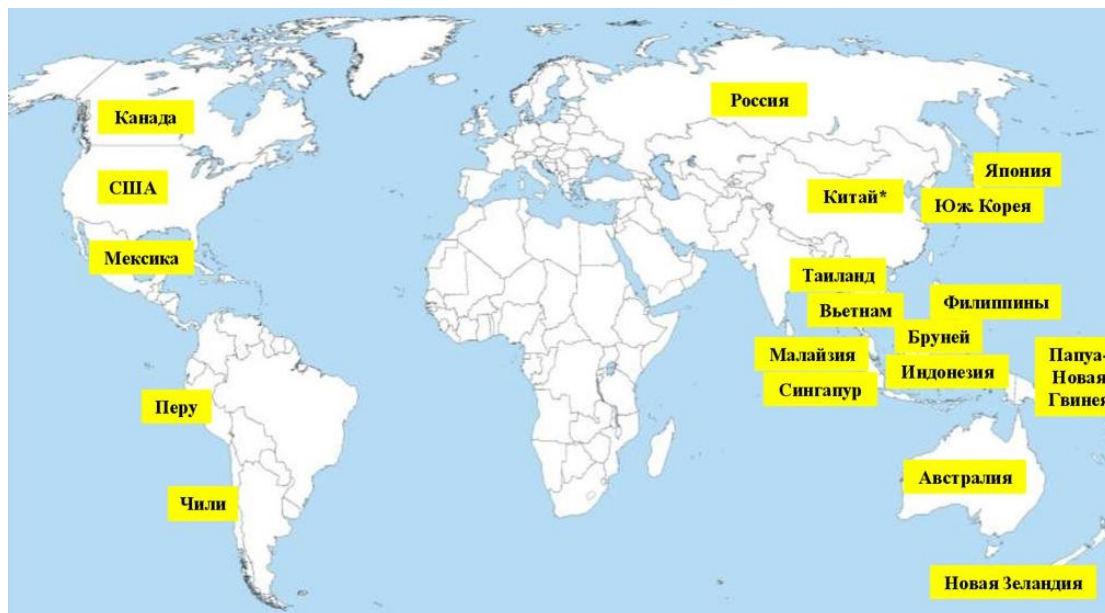 Канада
Россия
США
Япония
Китай*
Юж. Корея
Мексика
Таиланд
Вьетнам
Филиппины
Бруней
Малайзия
Индонезия
Сингапур
Папуа-
Новая
Гвинея
Перу
Австралия
Чили
Новая Зеландия